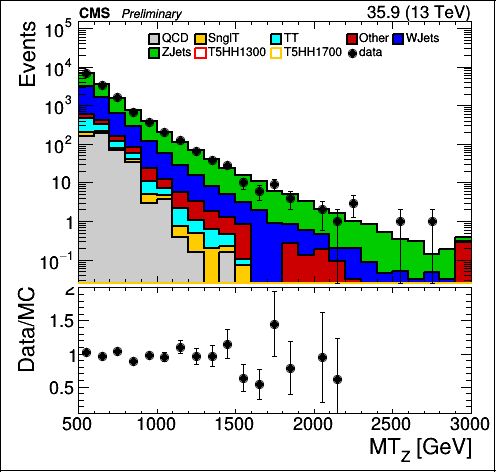 CMS Preliminary 35.9 (13 TeV)
QCD SnglT TT Other WJets
ZJets T5HH1300 T5HH1700 data
Events
10^5
10^4
10^3
10^2
10
1
10^−1
Data/MC
2
1.5
1
0.5
500 1000 1500 2000 2500 3000
MT_Z [GeV]